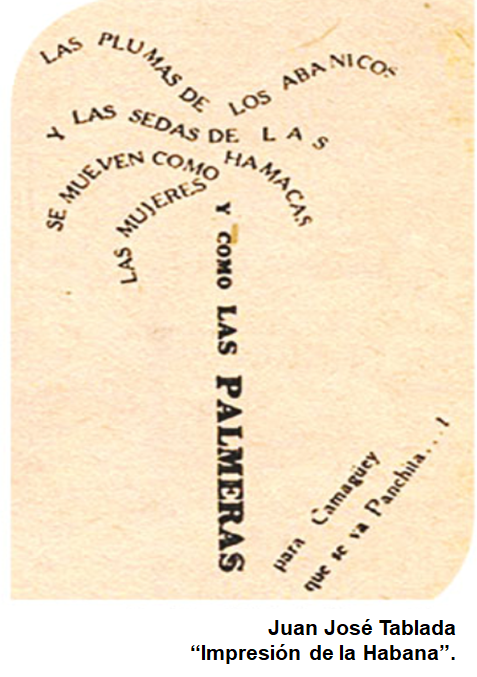 LAS PLUMAS DE LOS ABANICOS
Y LAS SEDAS DE LAS HAMACAS
SE MUEVEN COMO
LAS MUJERES
Y COMO LAS PALMERAS
para Camagüey
que se va Panchita...!
Juan José Tablada
“Impresión de la Habana”.